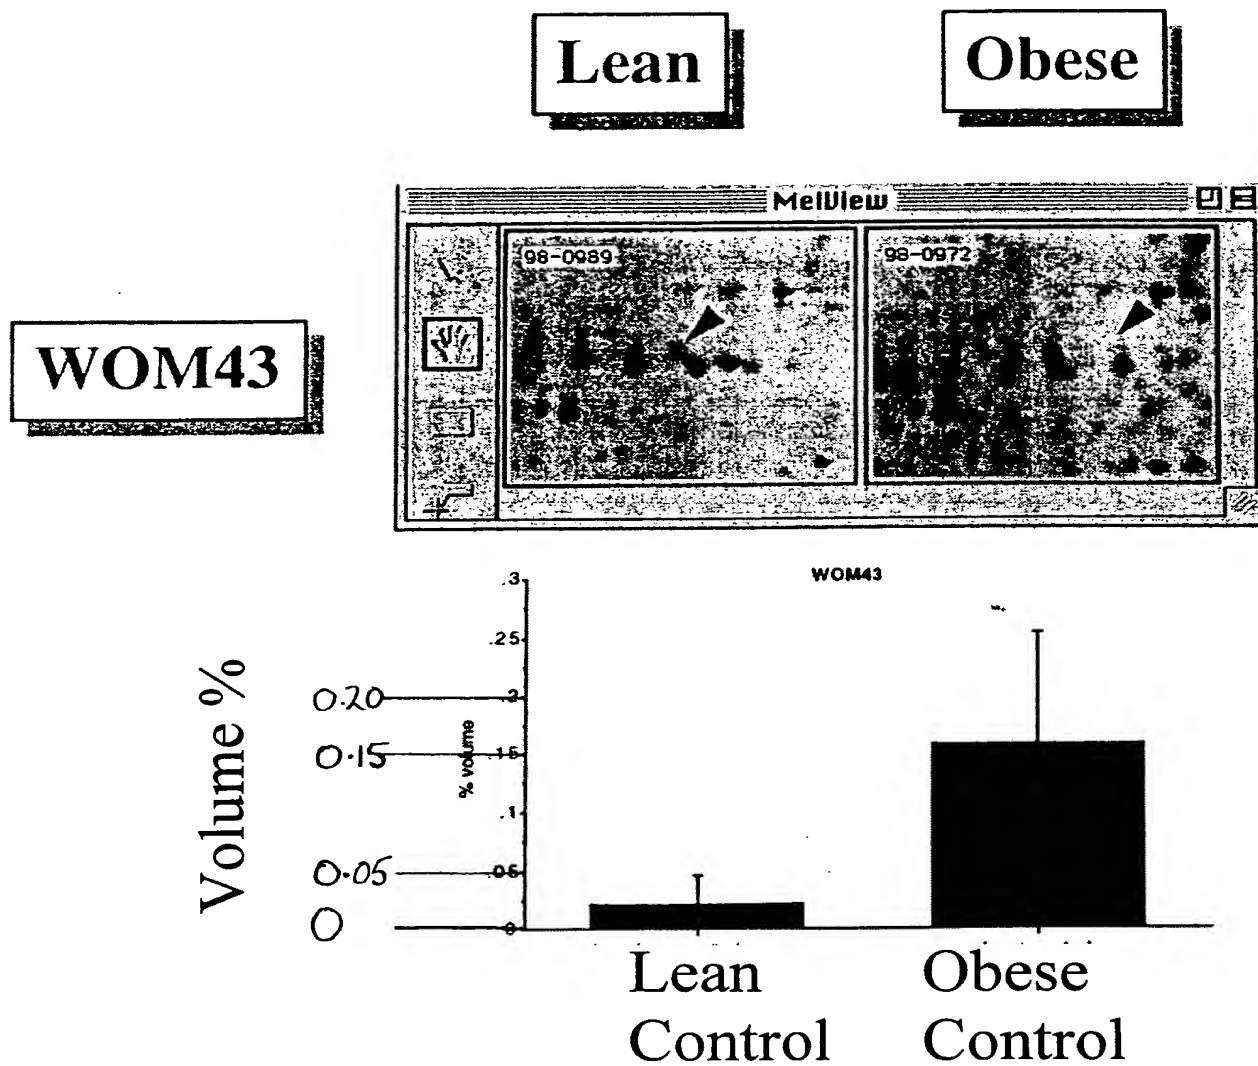 Lean
Obese
MelView
98-0989
98-0972
WOM43
WOM43
Volume %
% volume
.3
.25
.2
.15
.1
.05
0
0.20
0.15
0.05
0
Lean
Control
Obese
Control